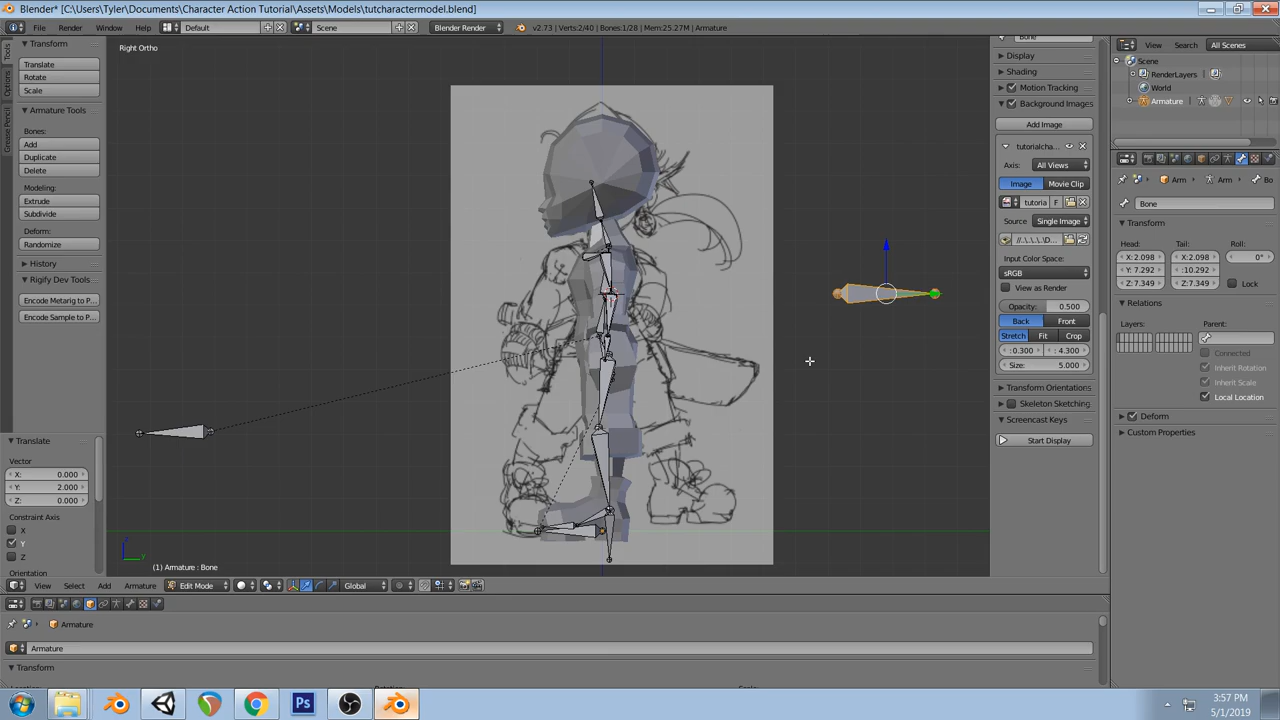 Blender* [C:\Users\Tyler\Documents\Character Action Tutorial\Assets\Models\tutcharactermodel.blend]
File Render Window Help Default Scene Blender Render v2.73 | Verts:2/40 | Bones:1/28 | Mem:25.17M | Armature
Tools
Options
Grease Pencil
Transform
Translate
Rotate
Scale
Armature Tools
Bones:
Add
Duplicate
Delete
Modeling:
Extrude
Subdivide
Deform:
Randomize
History
Rigify Dev Tools
Encode Metarig to P...
Encode Sample to P...
Translate
Vector
X: 0.000
Y: 2.000
Z: 0.000
Constraint Axis
X
Y
Z
Orientation
Right Ortho
(1) Armature : Bone
View Select Add Armature Edit Mode Global
Armature
Armature
Transform
Bone
Display
Shading
Motion Tracking
Background Images
Add Image
tutorialcha...
Axis: All Views
Image Movie Clip
tutoria F
Source Single Image
//..\..\..\..\D...
Input Color Space:
sRGB
View as Render
Opacity: 0.500
Back Front
Stretch Fit Crop
: 0.300 : 4.300
Size: 5.000
Transform Orientations
Skeleton Sketching
Screencast Keys
Start Display
View Search All Scenes
Scene
RenderLayers
World
Armature
Arm Arm Bo
Bone
Transform
Head: Tail: Roll:
X:2.098 X:2.098 0°
Y: 7.292 :10.292
Z:7.349 Z:7.349 Lock
Relations
Layers: Parent:
Connected
Inherit Rotation
Inherit Scale
Local Location
Deform
Custom Properties
Ps
3:57 PM
5/1/2019